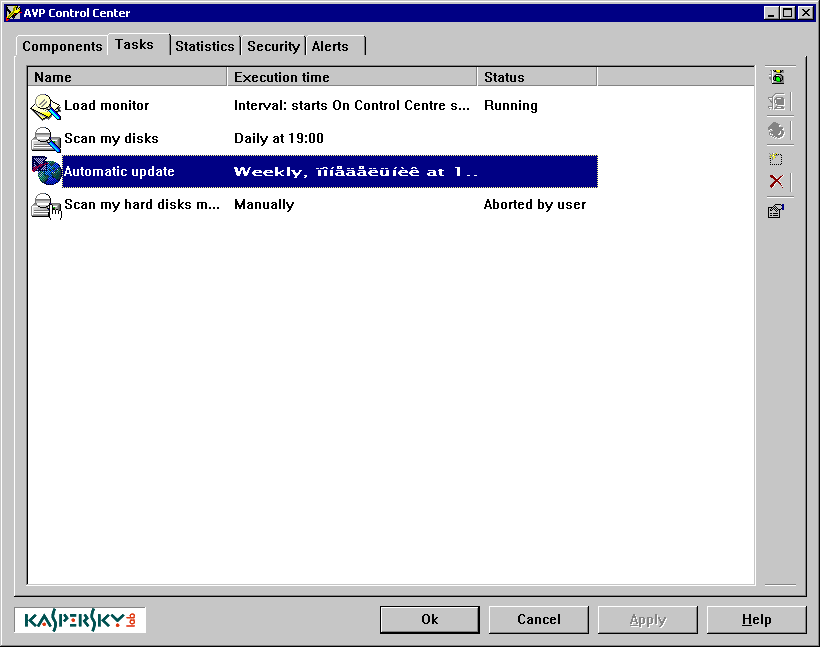 AVP Control Center
Components Tasks Statistics Security Alerts
Name Execution time Status
Load monitor Interval: starts On Control Centre s... Running
Scan my disks Daily at 19:00
Automatic update Weekly, ïîíåäåëüíèê at 1..
Scan my hard disks m... Manually Aborted by user
KASPERSKY lab Ok Cancel Apply Help